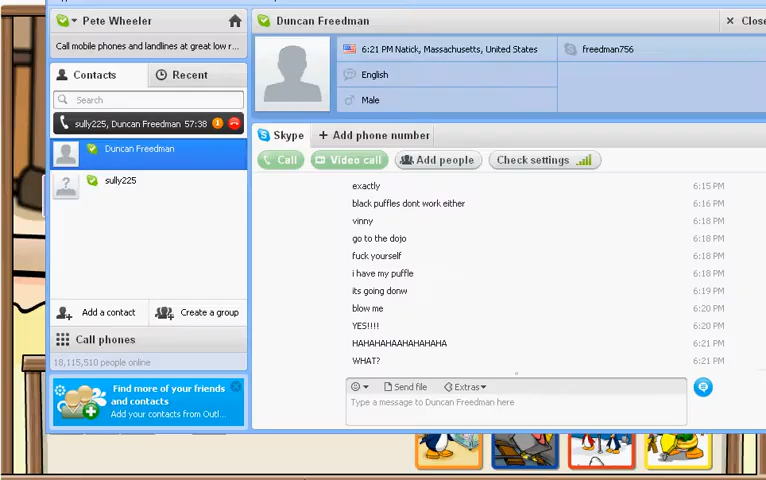 Pete Wheeler
Duncan Freedman
Close
Call mobile phones and landlines at great low r...
6:21 PM Natick, Massachusetts, United States
freedman756
English
Male
Contacts
Recent
Search
sully225, Duncan Freedman 57:38
Duncan Freedman
sully225
Skype
Add phone number
Call
Video call
Add people
Check settings
exactly 6:15 PM
black puffles dont work either 6:16 PM
vinny 6:18 PM
go to the dojo 6:18 PM
fuck yourself 6:18 PM
i have my puffle 6:18 PM
its going donw 6:19 PM
blow me 6:20 PM
YES!!!! 6:20 PM
HAHAHAHAAHAHAHAHA 6:21 PM
WHAT? 6:21 PM
Add a contact
Create a group
Call phones
18,115,510 people online
Find more of your friends
and contacts
Add your contacts from Outl...
Send file
Extras
Type a message to Duncan Freedman here